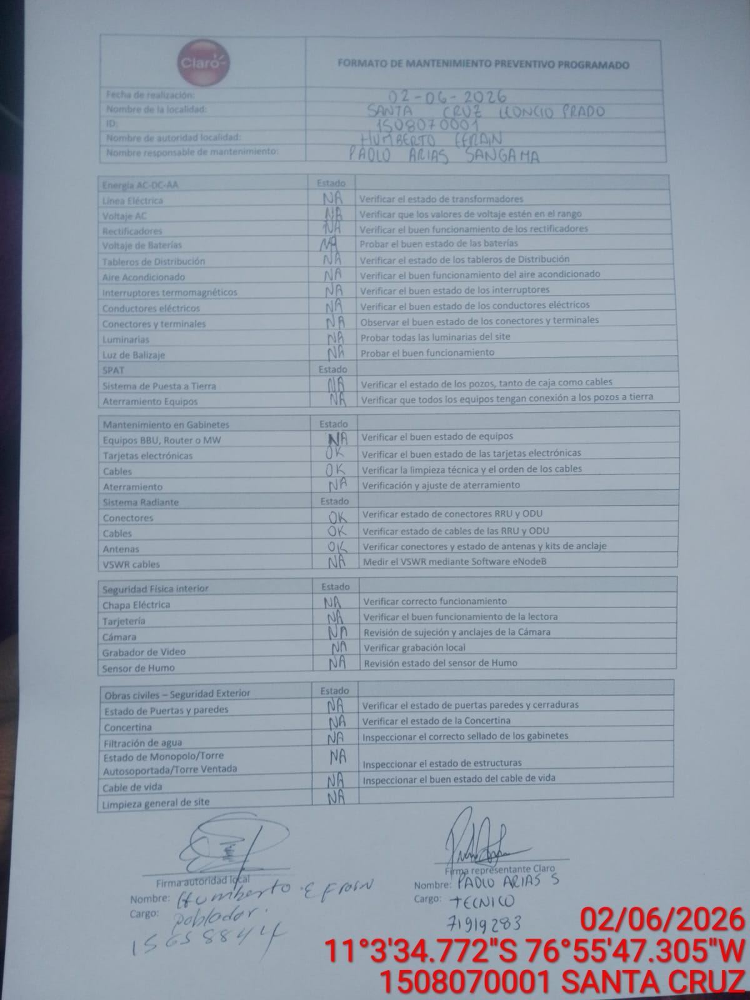 Claro
FORMATO DE MANTENIMIENTO PREVENTIVO PROGRAMADO
Fecha de realización: 02-06-2026
Nombre de la localidad: SANTA CRUZ LEONCIO PRADO
ID: 1508070001
Nombre de autoridad localidad: HUMBERTO EFRAIN
Nombre responsable de mantenimiento: PAOLO ARIAS SANGAMA
Energía AC-DC-AA Estado
Línea Eléctrica NA Verificar el estado de transformadores
Voltaje AC NA Verificar que los valores de voltaje estén en el rango
Rectificadores NA Verificar el buen funcionamiento de los rectificadores
Voltaje de Baterías NA Probar el buen estado de las baterías
Tableros de Distribución NA Verificar el estado de los tableros de Distribución
Aire Acondicionado NA Verificar el buen funcionamiento del aire acondicionado
Interruptores termomagnéticos NA Verificar el buen estado de los interruptores
Conductores eléctricos NA Verificar el buen estado de los conductores eléctricos
Conectores y terminales NA Observar el buen estado de los conectores y terminales
Luminarias NA Probar todas las luminarias del site
Luz de Balizaje NA Probar el buen funcionamiento
SPAT Estado
Sistema de Puesta a Tierra NA Verificar el estado de los pozos, tanto de caja como cables
Aterramiento Equipos NA Verificar que todos los equipos tengan conexión a los pozos a tierra
Mantenimiento en Gabinetes Estado
Equipos BBU, Router o MW NA Verificar el buen estado de equipos
Tarjetas electrónicas OK Verificar el buen estado de las tarjetas electrónicas
Cables OK Verificar la limpieza técnica y el orden de los cables
Aterramiento NA Verificación y ajuste de aterramiento
Sistema Radiante Estado
Conectores OK Verificar estado de conectores RRU y ODU
Cables OK Verificar estado de cables de las RRU y ODU
Antenas OK Verificar conectores y estado de antenas y kits de anclaje
VSWR cables NA Medir el VSWR mediante Software eNodeB
Seguridad Física interior Estado
Chapa Eléctrica NA Verificar correcto funcionamiento
Tarjetería NA Verificar el buen funcionamiento de la lectora
Cámara NA Revisión de sujeción y anclajes de la Cámara
Grabador de Video NA Verificar grabación local
Sensor de Humo NA Revisión estado del sensor de Humo
Obras civiles – Seguridad Exterior Estado
Estado de Puertas y paredes NA Verificar el estado de puertas paredes y cerraduras
Concertina NA Verificar el estado de la Concertina
Filtración de agua NA Inspeccionar el correcto sellado de los gabinetes
Estado de Monopolo/Torre
Autosoportada/Torre Ventada NA Inspeccionar el estado de estructuras
Cable de vida NA Inspeccionar el buen estado del cable de vida
Limpieza general de site NA
Firma autoridad local
Nombre: Humberto Efrain
Cargo: poblador.
15658844
Firma representante Claro
Nombre: PAOLO ARIAS S
Cargo: TECNICO
71919283
02/06/2026
11°3'34.772"S 76°55'47.305"W
1508070001 SANTA CRUZ